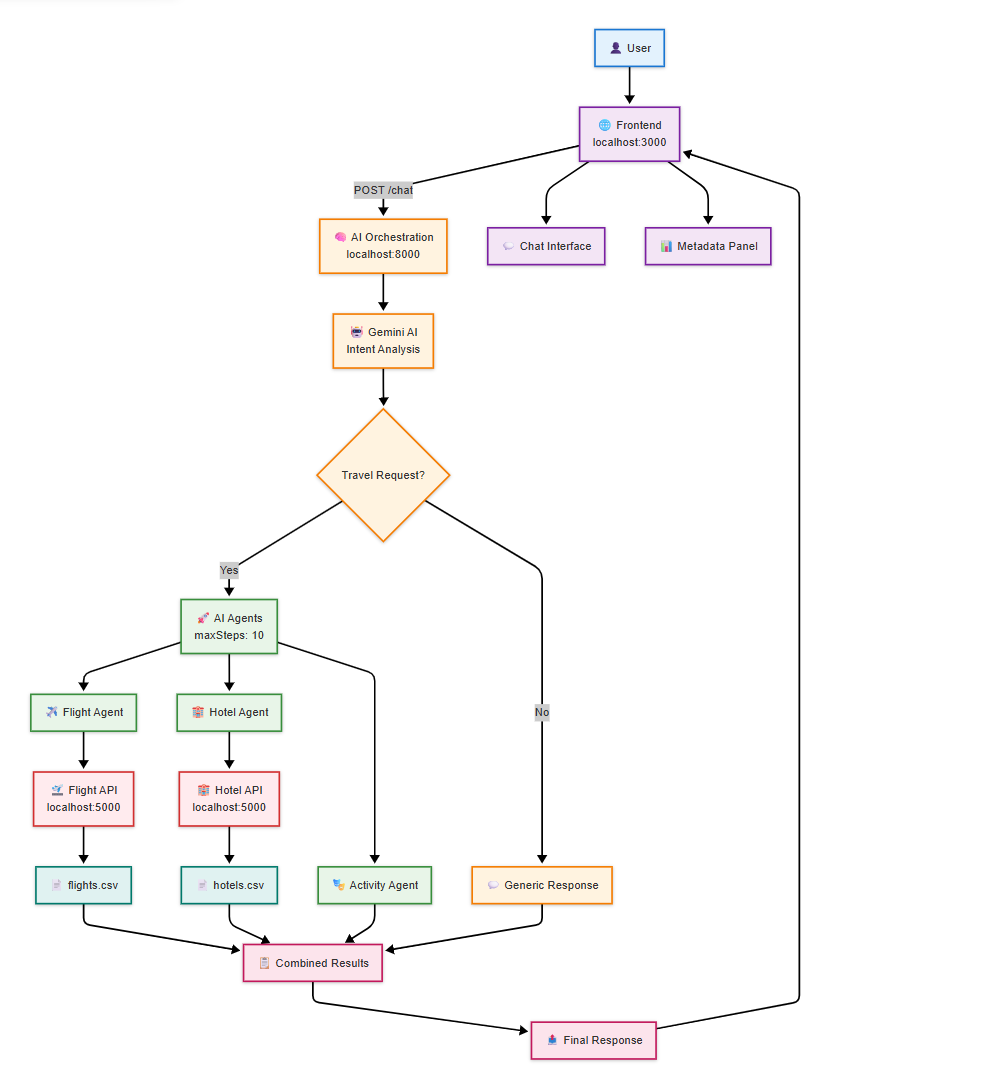 User
Frontend
localhost:3000
POST /chat
AI Orchestration
localhost:8000
Chat Interface
Metadata Panel
Gemini AI
Intent Analysis
Travel Request?
Yes
AI Agents
maxSteps: 10
Flight Agent
Hotel Agent
No
Flight API
localhost:5000
Hotel API
localhost:5000
flights.csv
hotels.csv
Activity Agent
Generic Response
Combined Results
Final Response